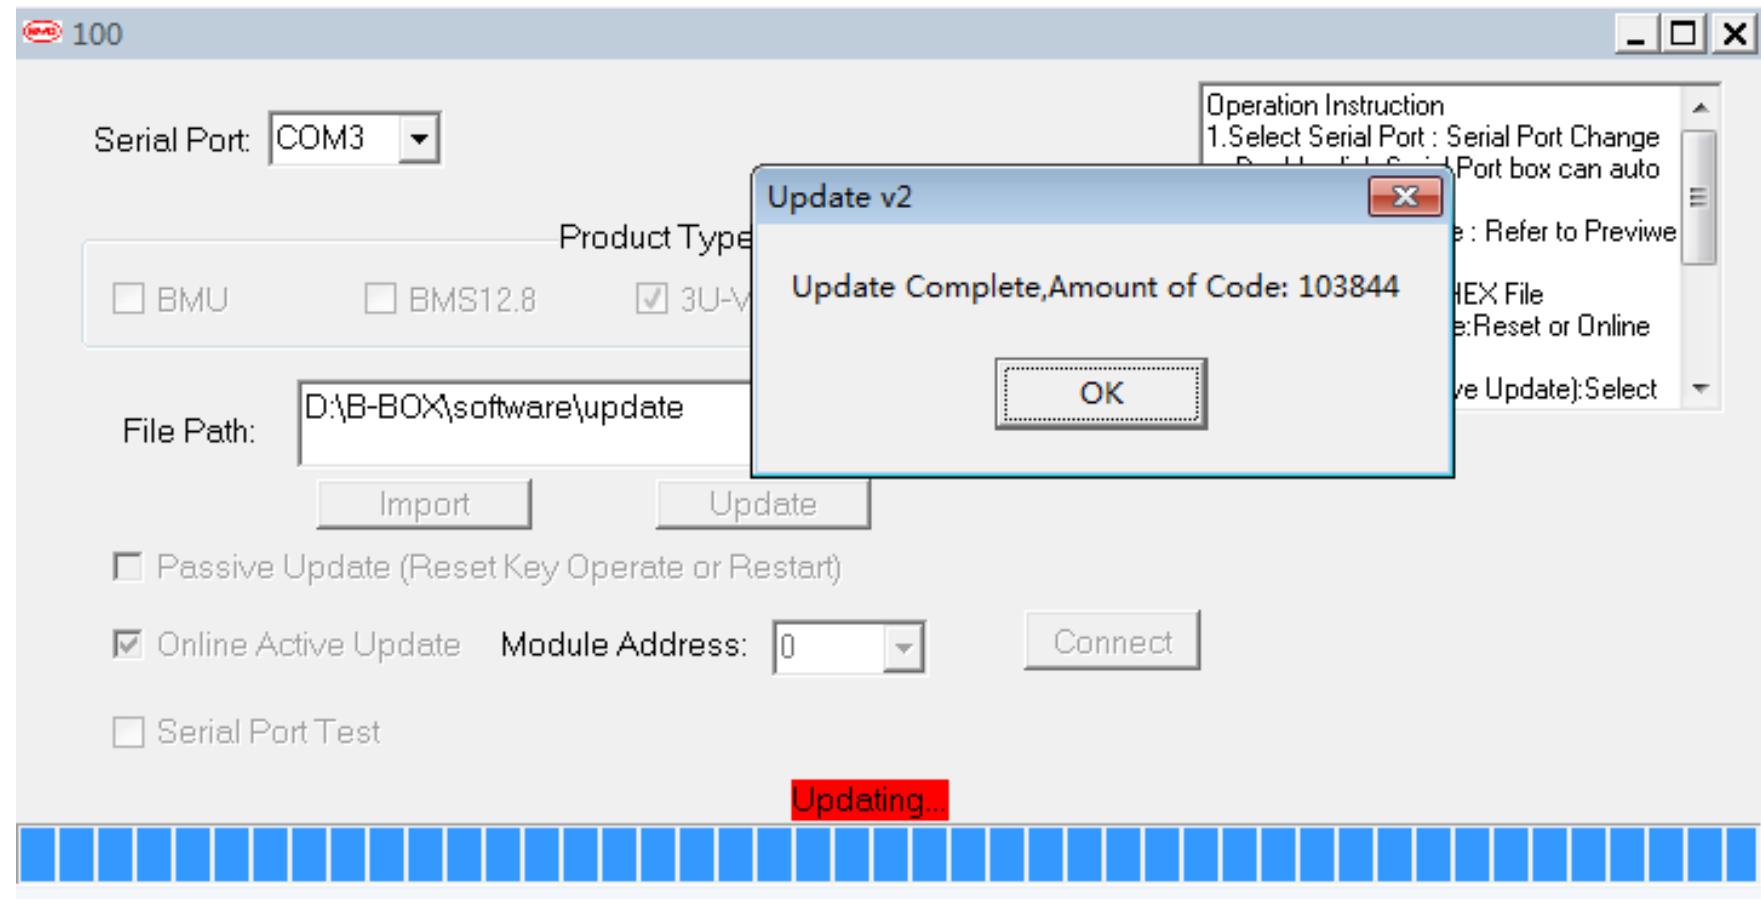 100
Serial Port: COM3
Operation Instruction
1.Select Serial Port : Serial Port Change
Port box can auto
: Refer to Previwe
HEX File
e:Reset or Online
ve Update):Select
Update v2
Update Complete,Amount of Code: 103844
OK
Product Type
BMU
BMS12.8
3U-V
File Path: D:\B-BOX\software\update
Import
Update
Passive Update (Reset Key Operate or Restart)
Online Active Update Module Address: 0 Connect
Serial Port Test
Updating...